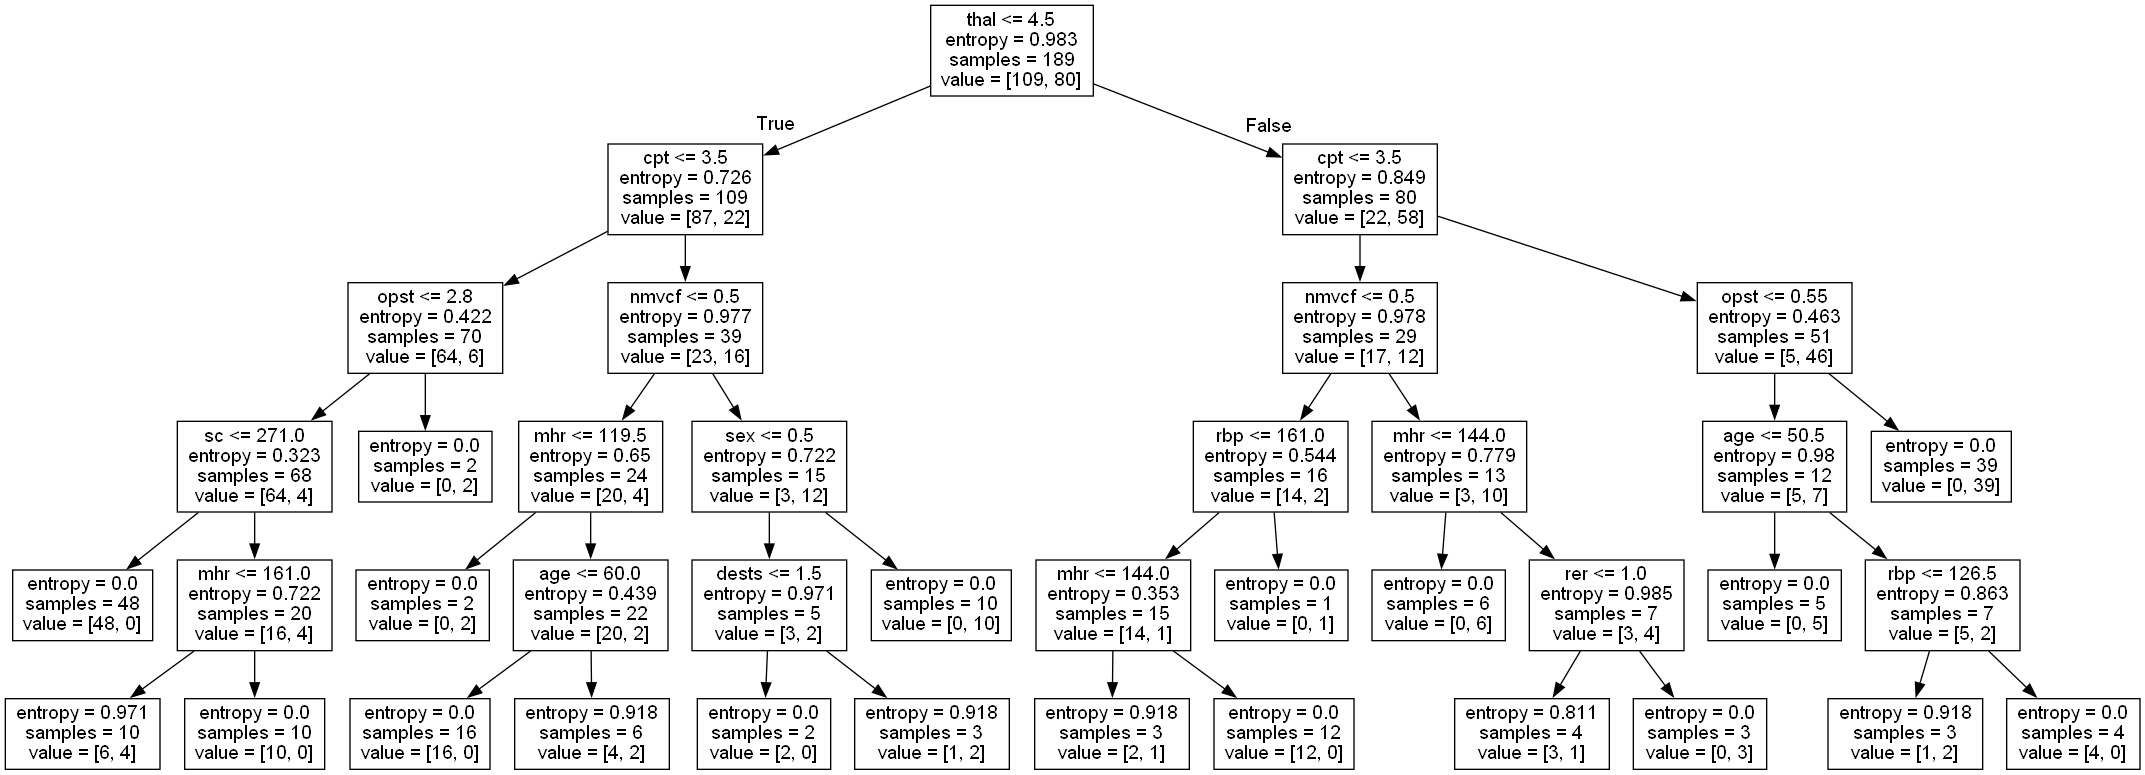 thal <= 4.5
entropy = 0.983
samples = 189
value = [109, 80]
True
False
cpt <= 3.5
entropy = 0.726
samples = 109
value = [87, 22]
cpt <= 3.5
entropy = 0.849
samples = 80
value = [22, 58]
opst <= 2.8
entropy = 0.422
samples = 70
value = [64, 6]
nmvcf <= 0.5
entropy = 0.977
samples = 39
value = [23, 16]
nmvcf <= 0.5
entropy = 0.978
samples = 29
value = [17, 12]
opst <= 0.55
entropy = 0.463
samples = 51
value = [5, 46]
sc <= 271.0
entropy = 0.323
samples = 68
value = [64, 4]
entropy = 0.0
samples = 2
value = [0, 2]
mhr <= 119.5
entropy = 0.65
samples = 24
value = [20, 4]
sex <= 0.5
entropy = 0.722
samples = 15
value = [3, 12]
rbp <= 161.0
entropy = 0.544
samples = 16
value = [14, 2]
mhr <= 144.0
entropy = 0.779
samples = 13
value = [3, 10]
age <= 50.5
entropy = 0.98
samples = 12
value = [5, 7]
entropy = 0.0
samples = 39
value = [0, 39]
entropy = 0.0
samples = 48
value = [48, 0]
mhr <= 161.0
entropy = 0.722
samples = 20
value = [16, 4]
entropy = 0.0
samples = 2
value = [0, 2]
age <= 60.0
entropy = 0.439
samples = 22
value = [20, 2]
dests <= 1.5
entropy = 0.971
samples = 5
value = [3, 2]
entropy = 0.0
samples = 10
value = [0, 10]
mhr <= 144.0
entropy = 0.353
samples = 15
value = [14, 1]
entropy = 0.0
samples = 1
value = [0, 1]
entropy = 0.0
samples = 6
value = [0, 6]
rer <= 1.0
entropy = 0.985
samples = 7
value = [3, 4]
entropy = 0.0
samples = 5
value = [0, 5]
rbp <= 126.5
entropy = 0.863
samples = 7
value = [5, 2]
entropy = 0.971
samples = 10
value = [6, 4]
entropy = 0.0
samples = 10
value = [10, 0]
entropy = 0.0
samples = 16
value = [16, 0]
entropy = 0.918
samples = 6
value = [4, 2]
entropy = 0.0
samples = 2
value = [2, 0]
entropy = 0.918
samples = 3
value = [1, 2]
entropy = 0.918
samples = 3
value = [2, 1]
entropy = 0.0
samples = 12
value = [12, 0]
entropy = 0.811
samples = 4
value = [3, 1]
entropy = 0.0
samples = 3
value = [0, 3]
entropy = 0.918
samples = 3
value = [1, 2]
entropy = 0.0
samples = 4
value = [4, 0]